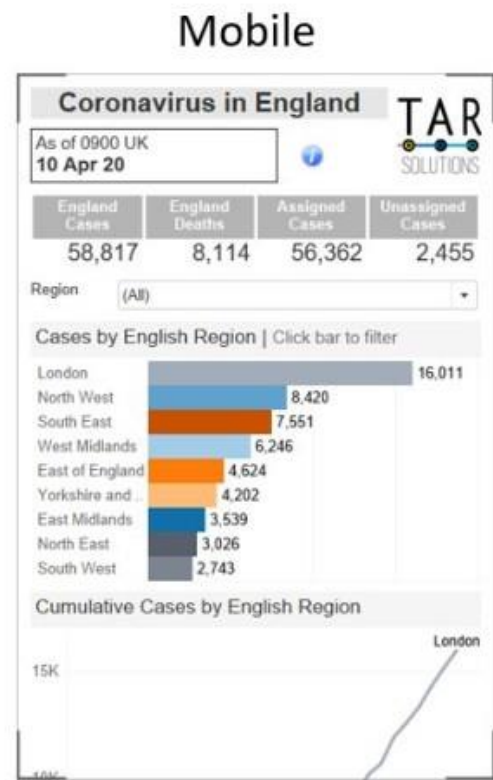 Mobile
Coronavirus in England
TAR
SOLUTIONS
As of 0900 UK
10 Apr 20
i
England Cases
England Deaths
Assigned Cases
Unassigned Cases
58,817 8,114 56,362 2,455
Region (All)
Cases by English Region | Click bar to filter
London 16,011
North West 8,420
South East 7,551
West Midlands 6,246
East of England 4,624
Yorkshire and .. 4,202
East Midlands 3,539
North East 3,026
South West 2,743
Cumulative Cases by English Region
London
15K
10K